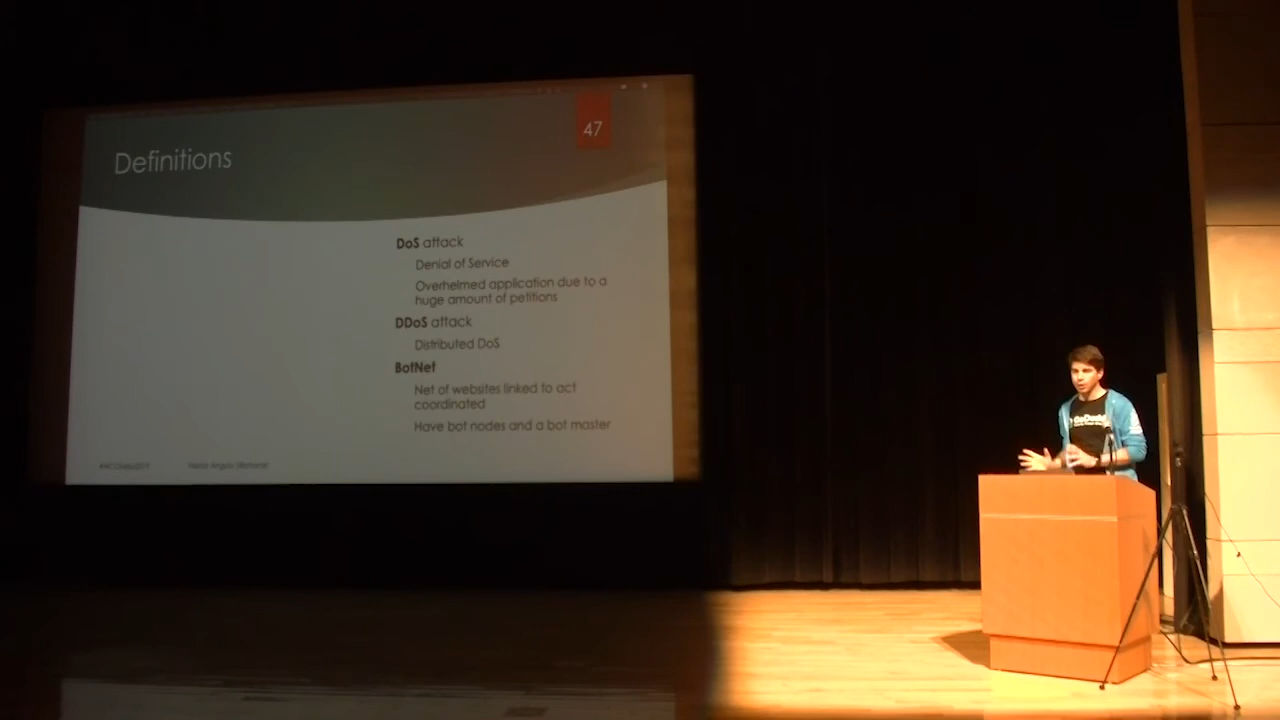 47
Definitions
DoS attack
Denial of Service
Overhelmed application due to a
huge amount of petitions
DDoS attack
Distributed DoS
BotNet
Net of websites linked to act
coordinated
Have bot nodes and a bot master